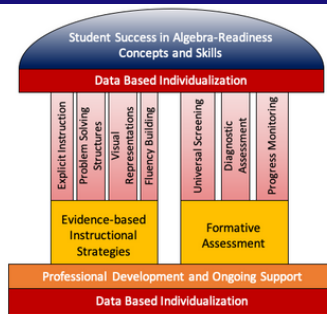 Student Success in Algebra-Readiness
Concepts and Skills
Data Based Individualization
Explicit Instruction
Problem Solving
Structures
Visual
Representations
Fluency Building
Universal Screening
Diagnostic
Assessment
Progress Monitoring
Evidence-based
Instructional
Strategies
Formative
Assessment
Professional Development and Ongoing Support
Data Based Individualization